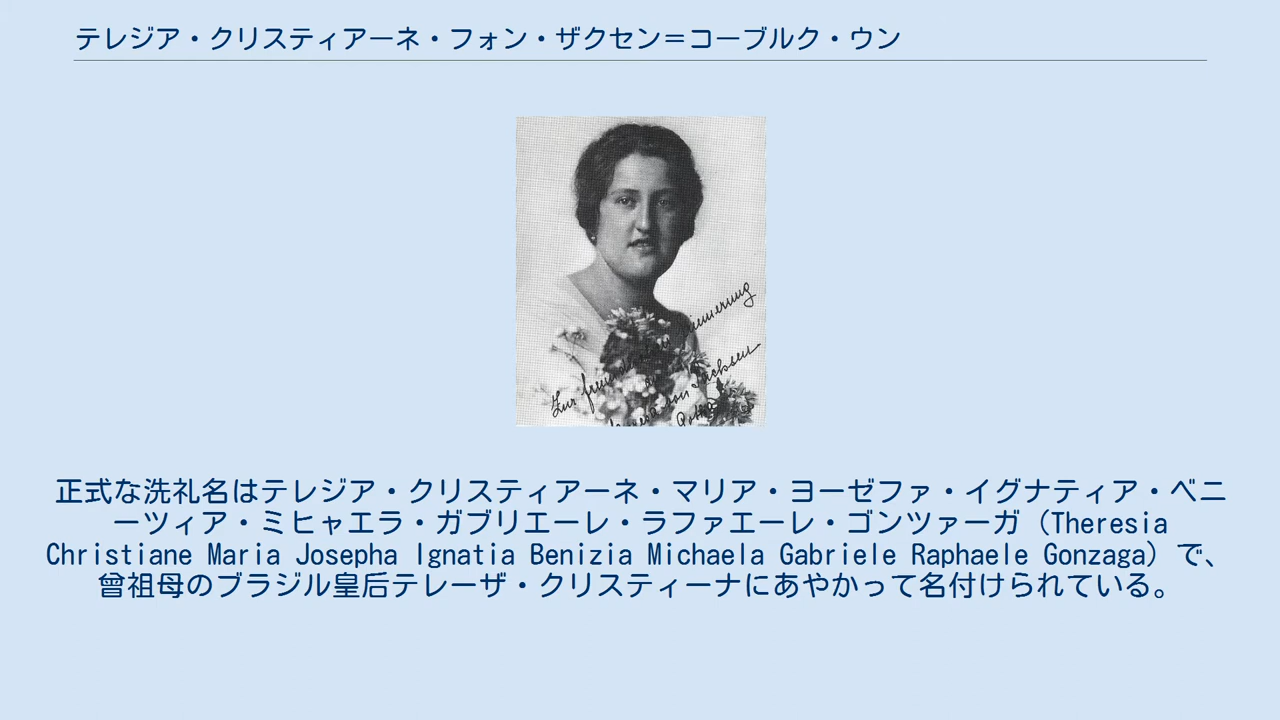 テレジア・クリスティアーネ・フォン・ザクセン＝コーブルク・ウン
Zur
von Sachsen
正式な洗礼名はテレジア・クリスティアーネ・マリア・ヨーゼファ・イグナティア・ベニ
ーツィア・ミヒャエラ・ガブリエーレ・ラファエーレ・ゴンツァーガ（Theresia
Christiane Maria Josepha Ignatia Benizia Michaela Gabriele Raphaele Gonzaga）で、
曾祖母のブラジル皇后テレーザ・クリスティーナにあやかって名付けられている。